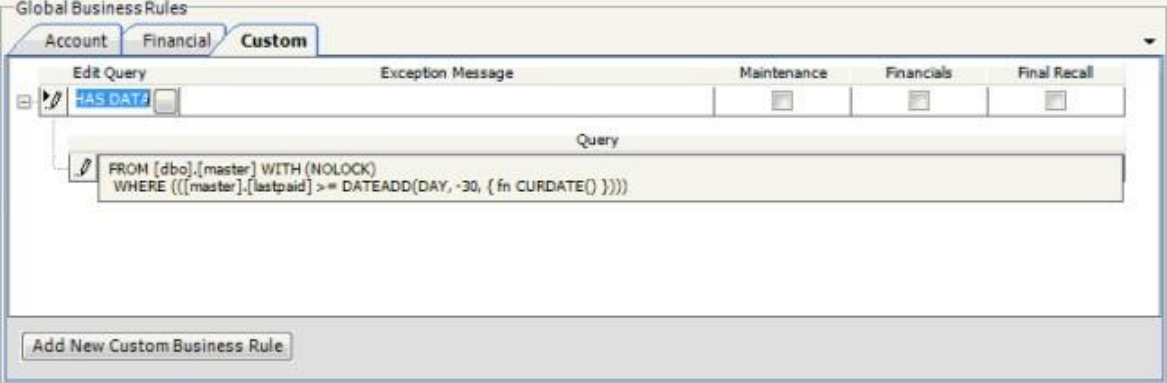 Global Business Rules
Account Financial Custom
Edit Query Exception Message Maintenance Financials Final Recall
HAS DATA
Query
FROM [dbo].[master] WITH (NOLOCK)
WHERE (([master].[lastpaid] >= DATEADD(DAY, -30, { fn CURDATE() })))
Add New Custom Business Rule